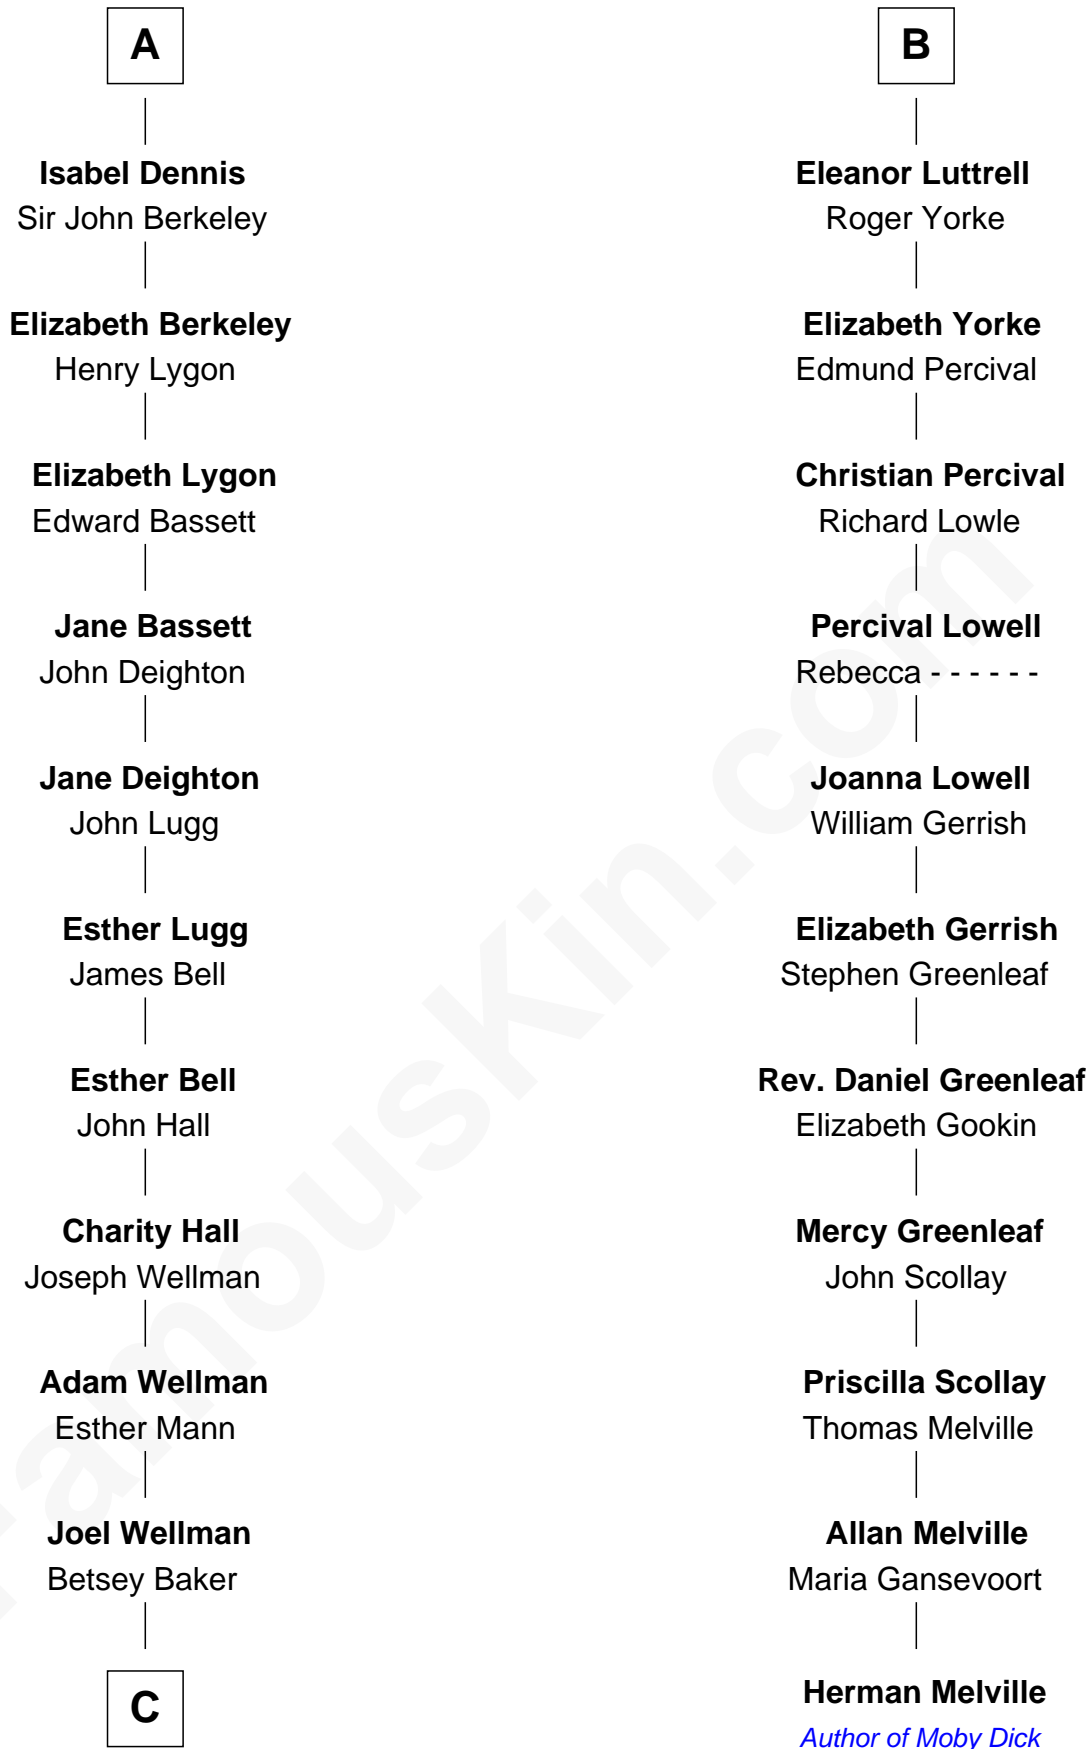 A
Isabel Dennis
Sir John Berkeley
Elizabeth Berkeley
Henry Lygon
Elizabeth Lygon
Edward Bassett
Jane Bassett
John Deighton
Jane Deighton
John Lugg
Esther Lugg
James Bell
Esther Bell
John Hall
Charity Hall
Joseph Wellman
Adam Wellman
Esther Mann
Joel Wellman
Betsey Baker
C
B
Eleanor Luttrell
Roger Yorke
Elizabeth Yorke
Edmund Percival
Christian Percival
Richard Lowle
Percival Lowell
Rebecca - - - - - -
Joanna Lowell
William Gerrish
Elizabeth Gerrish
Stephen Greenleaf
Rev. Daniel Greenleaf
Elizabeth Gookin
Mercy Greenleaf
John Scollay
Priscilla Scollay
Thomas Melville
Allan Melville
Maria Gansevoort
Herman Melville
Author of Moby Dick
FamousKin.com